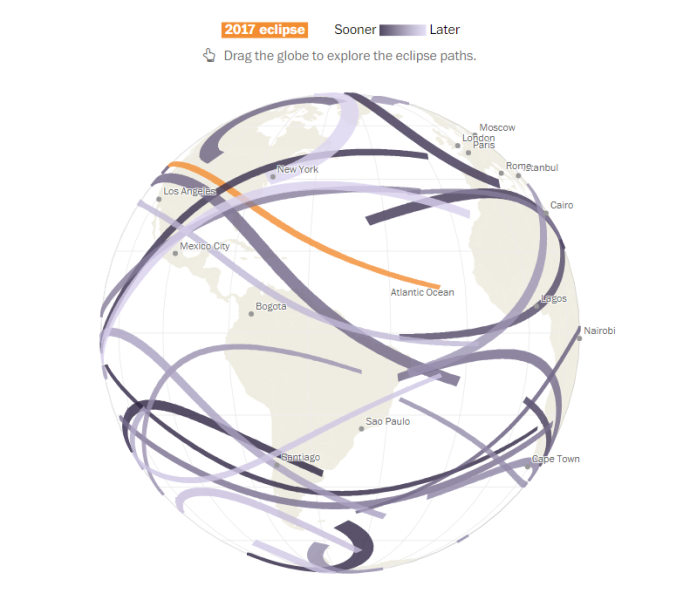 2017 eclipse Sooner Later
Drag the globe to explore the eclipse paths.
Moscow
London
Paris
Rome
stanbul
New York
Los Angeles
Cairo
Mexico City
Atlantic Ocean
Lagos
Bogota
Nairobi
Sao Paulo
Santiago
Cape Town